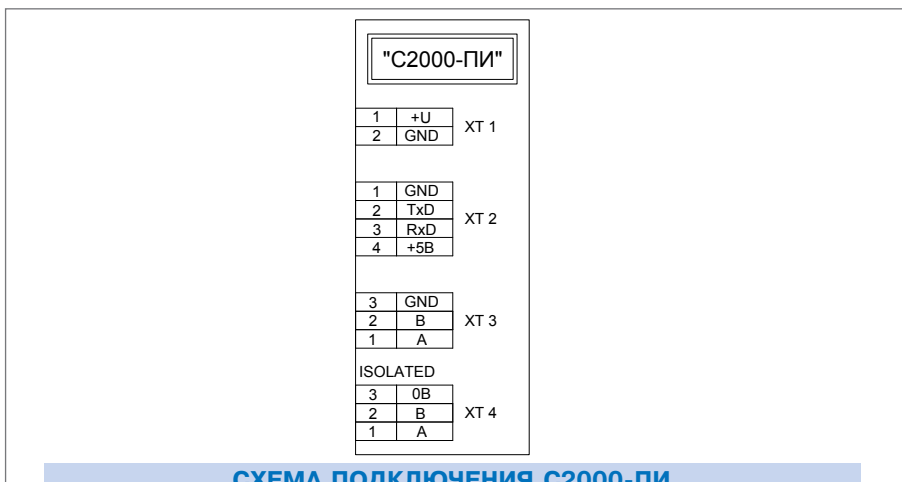 "С2000-ПИ"
1 +U
2 GND
XT 1
1 GND
2 TxD
3 RxD
4 +5В
XT 2
3 GND
2 B
1 A
XT 3
ISOLATED
3 0В
2 B
1 A
XT 4
СХЕМА ПОДКЛЮЧЕНИЯ С2000-ПИ